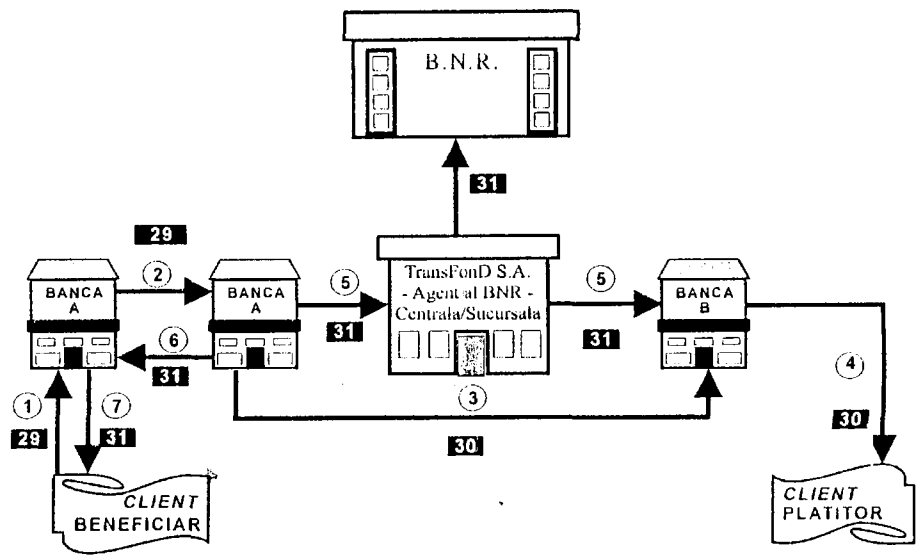 B.N.R.
31
29
2
BANCA
A
BANCA
A
5
31
TransFonD S.A.
- Agent al BNR -
Centrala/Sucursala
5
31
BANCA
B
6
31
3
30
4
30
1
29
7
31
CLIENT
BENEFICIAR
CLIENT
PLATITOR